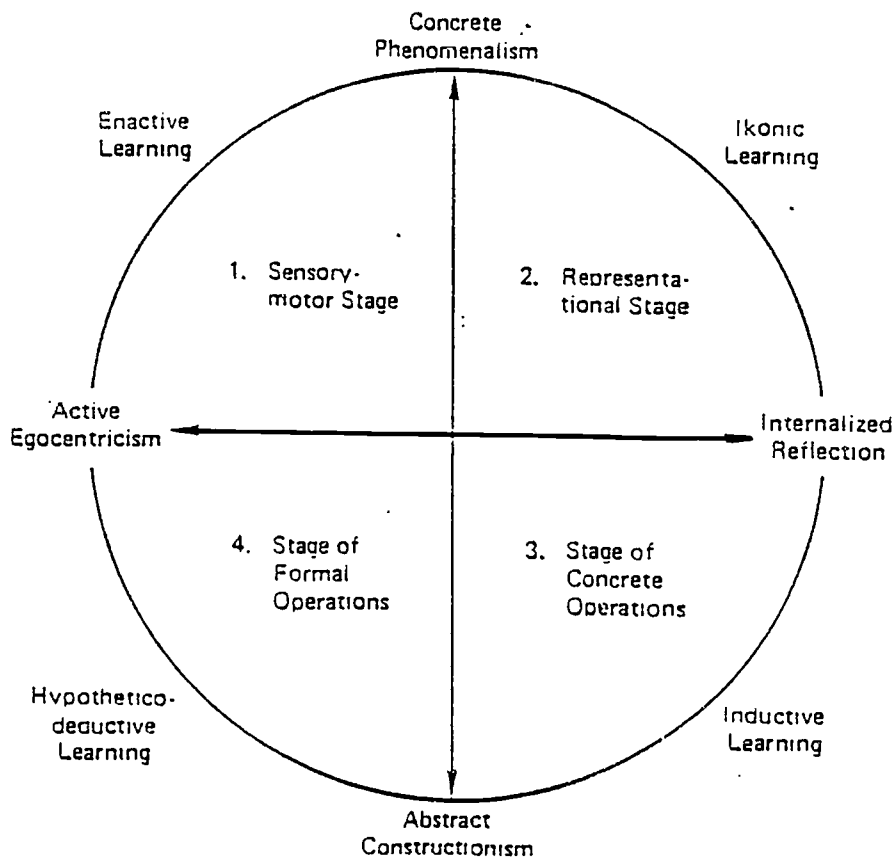 Concrete
Phenomenalism
Enactive
Learning
Ikonic
Learning
1. Sensory-
motor Stage
2. Representa-
tional Stage
Active
Egocentricism
Internalized
Reflection
4. Stage of
Formal
Operations
3. Stage of
Concrete
Operations
Hypothetico-
deductive
Learning
Inductive
Learning
Abstract
Constructionism